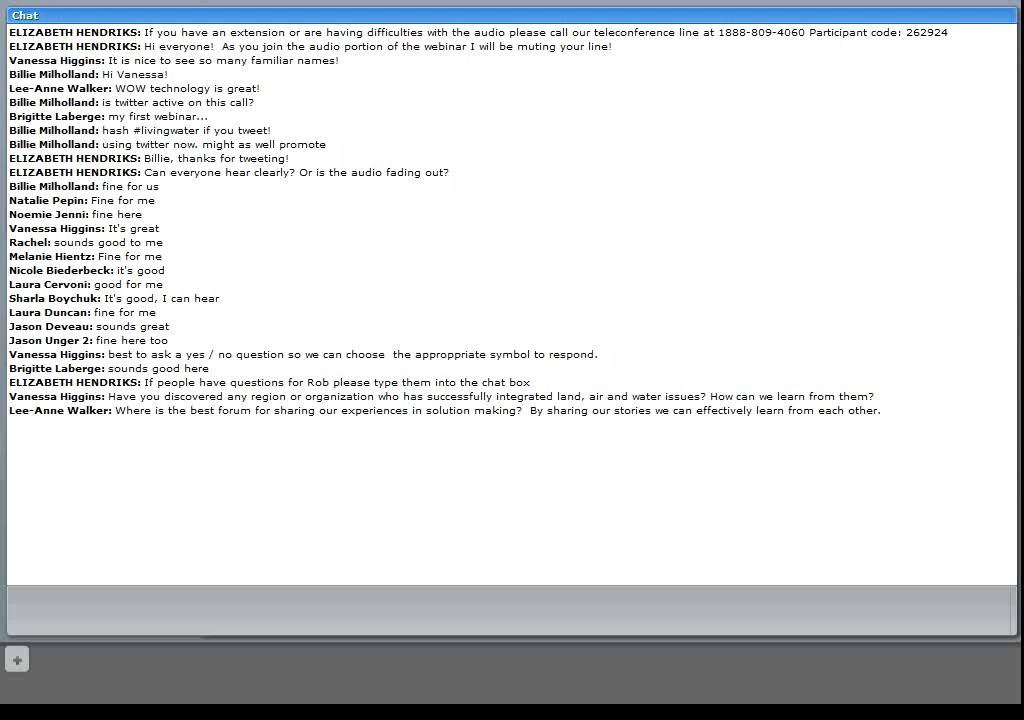 Chat
ELIZABETH HENDRIKS: If you have an extension or are having difficulties with the audio please call our teleconference line at 1888-809-4060 Participant code: 262924
ELIZABETH HENDRIKS: Hi everyone!  As you join the audio portion of the webinar I will be muting your line!
Vanessa Higgins: It is nice to see so many familiar names!
Billie Milholland: Hi Vanessa!
Lee-Anne Walker: WOW technology is great!
Billie Milholland: is twitter active on this call?
Brigitte Laberge: my first webinar...
Billie Milholland: hash #livingwater if you tweet!
Billie Milholland: using twitter now. might as well promote
ELIZABETH HENDRIKS: Billie, thanks for tweeting!
ELIZABETH HENDRIKS: Can everyone hear clearly? Or is the audio fading out?
Billie Milholland: fine for us
Natalie Pepin: Fine for me
Noemie Jenni: fine here
Vanessa Higgins: It's great
Rachel: sounds good to me
Melanie Hientz: Fine for me
Nicole Biederbeck: it's good
Laura Cervoni: good for me
Sharla Boychuk: It's good, I can hear
Laura Duncan: fine for me
Jason Deveau: sounds great
Jason Unger 2: fine here too
Vanessa Higgins: best to ask a yes / no question so we can choose  the approppriate symbol to respond.
Brigitte Laberge: sounds good here
ELIZABETH HENDRIKS: If people have questions for Rob please type them into the chat box
Vanessa Higgins: Have you discovered any region or organization who has successfully integrated land, air and water issues? How can we learn from them?
Lee-Anne Walker: Where is the best forum for sharing our experiences in solution making?  By sharing our stories we can effectively learn from each other.